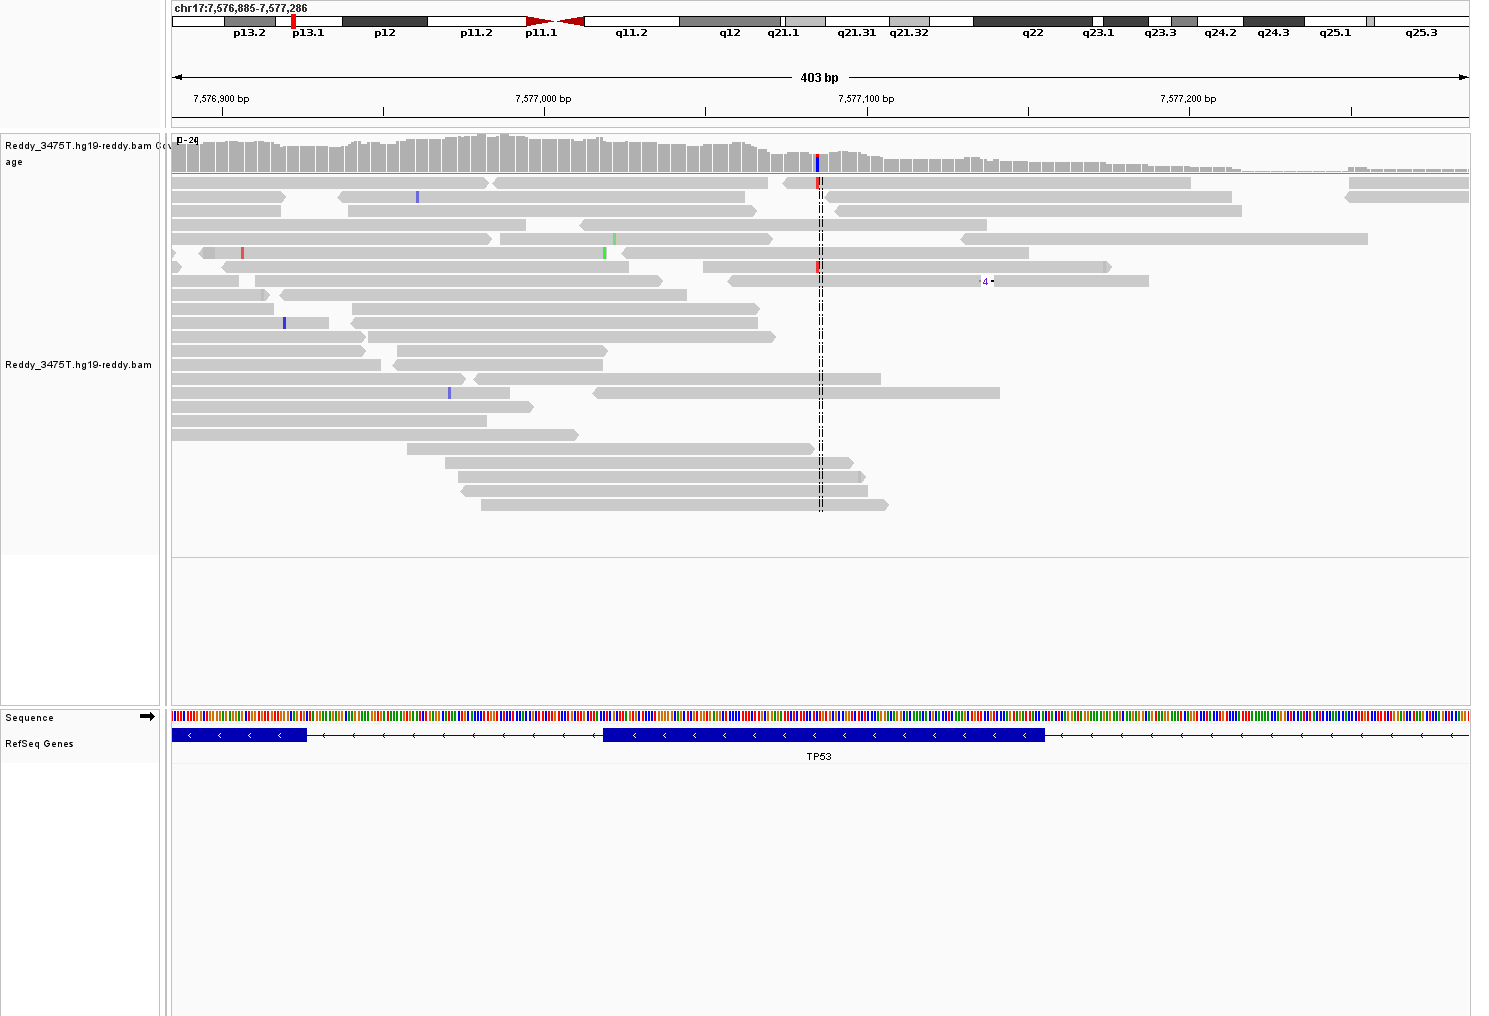 chr17:7,576,885-7,577,286
p13.2 p13.1 p12 p11.2 p11.1 q11.2 q12 q21.1 q21.31 q21.32 q22 q23.1 q23.3 q24.2 q24.3 q25.1 q25.3
403 bp
7,576,900 bp 7,577,000 bp 7,577,100 bp 7,577,200 bp
Reddy_3475T.hg19-reddy.bam Cov
age
4
Reddy_3475T.hg19-reddy.bam
Sequence
RefSeq Genes
TP53